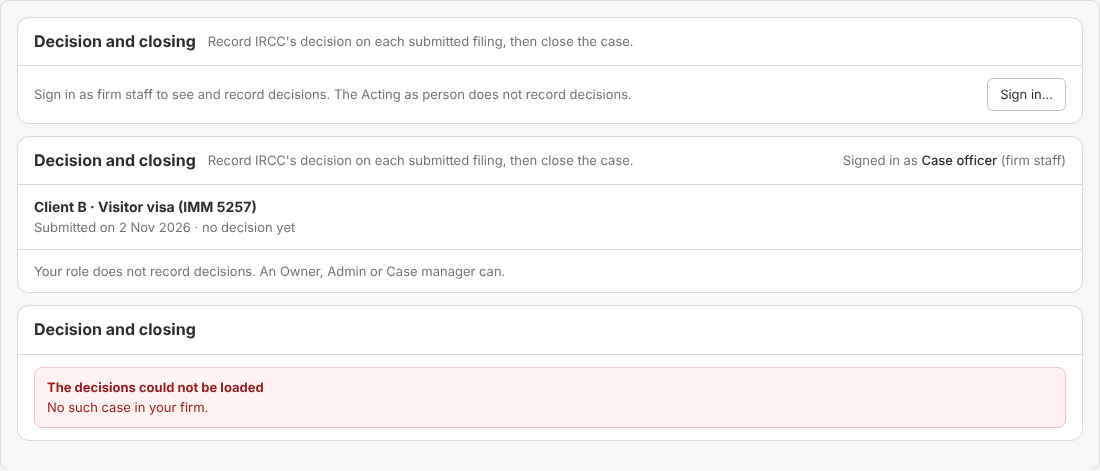 Decision and closing Record IRCC's decision on each submitted filing, then close the case.
Sign in as firm staff to see and record decisions. The Acting as person does not record decisions. Sign in...
Decision and closing Record IRCC's decision on each submitted filing, then close the case. Signed in as Case officer (firm staff)
Client B · Visitor visa (IMM 5257)
Submitted on 2 Nov 2026 · no decision yet
Your role does not record decisions. An Owner, Admin or Case manager can.
Decision and closing
The decisions could not be loaded
No such case in your firm.